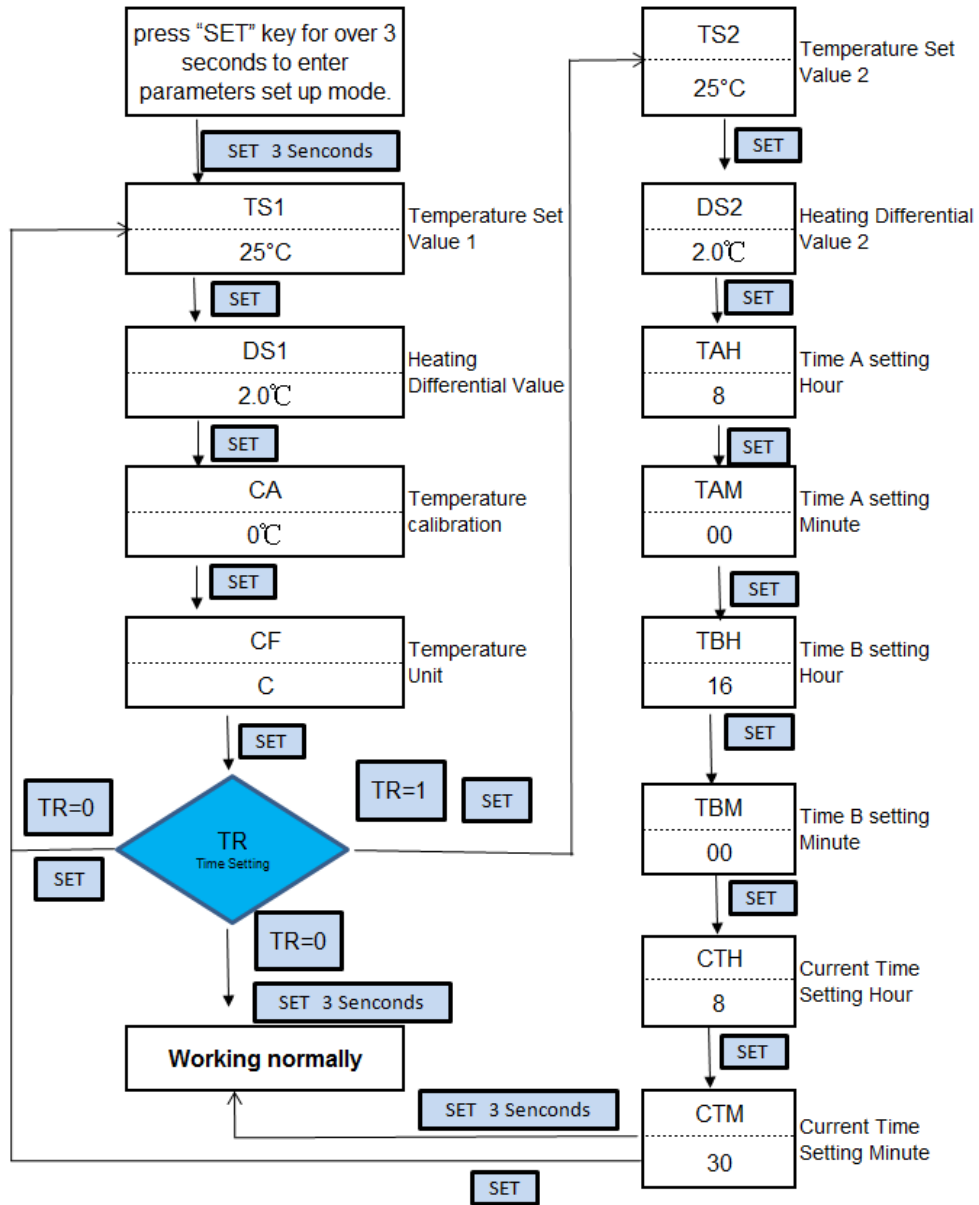 press “SET” key for over 3
seconds to enter
parameters set up mode.
SET 3 Senconds
TS1
25°C
Temperature Set
Value 1
SET
DS1
2.0℃
Heating
Differential Value
SET
CA
0℃
Temperature
calibration
SET
CF
C
Temperature
Unit
SET
TR=0
SET
TR
Time Setting
TR=1
SET
TR=0
SET 3 Senconds
Working normally
TS2
25°C
Temperature Set
Value 2
SET
DS2
2.0℃
Heating Differential
Value 2
SET
TAH
8
Time A setting
Hour
SET
TAM
00
Time A setting
Minute
SET
TBH
16
Time B setting
Hour
SET
TBM
00
Time B setting
Minute
SET
CTH
8
Current Time
Setting Hour
SET
CTM
30
Current Time
Setting Minute
SET 3 Senconds
SET